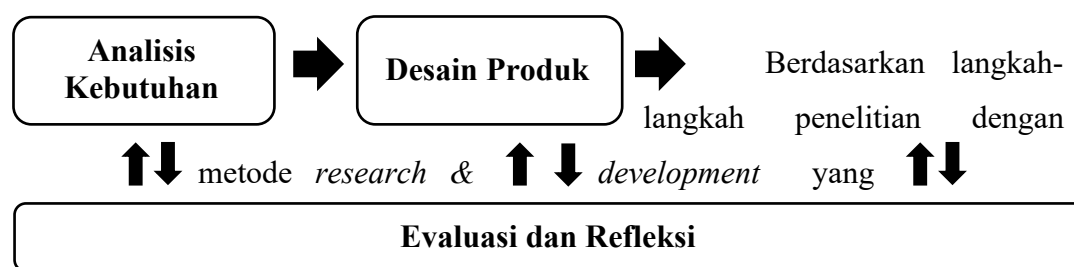 Analisis
Kebutuhan
Desain Produk
Berdasarkan langkah-
langkah penelitian dengan
metode research & development yang
Evaluasi dan Refleksi